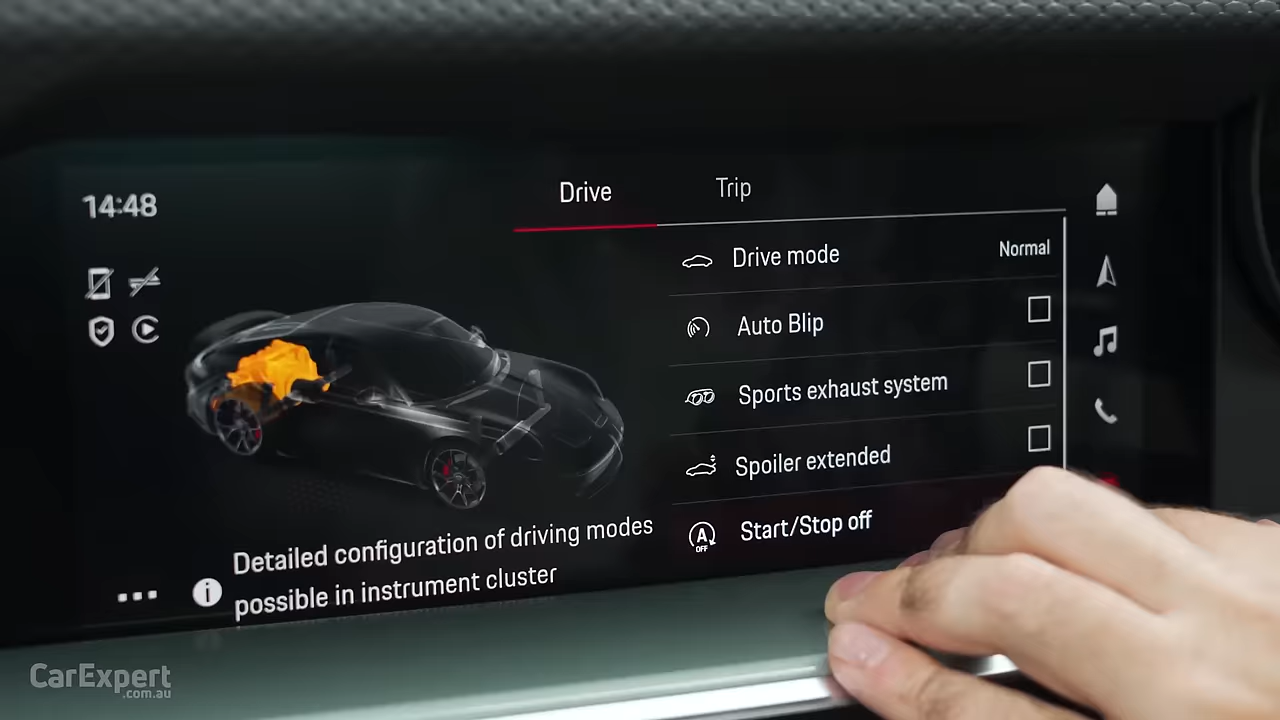 14:48
Drive
Trip
Drive mode
Normal
Auto Blip
Sports exhaust system
Spoiler extended
A
OFF
Start/Stop off
Detailed configuration of driving modes
possible in instrument cluster
CarExpert
.com.au